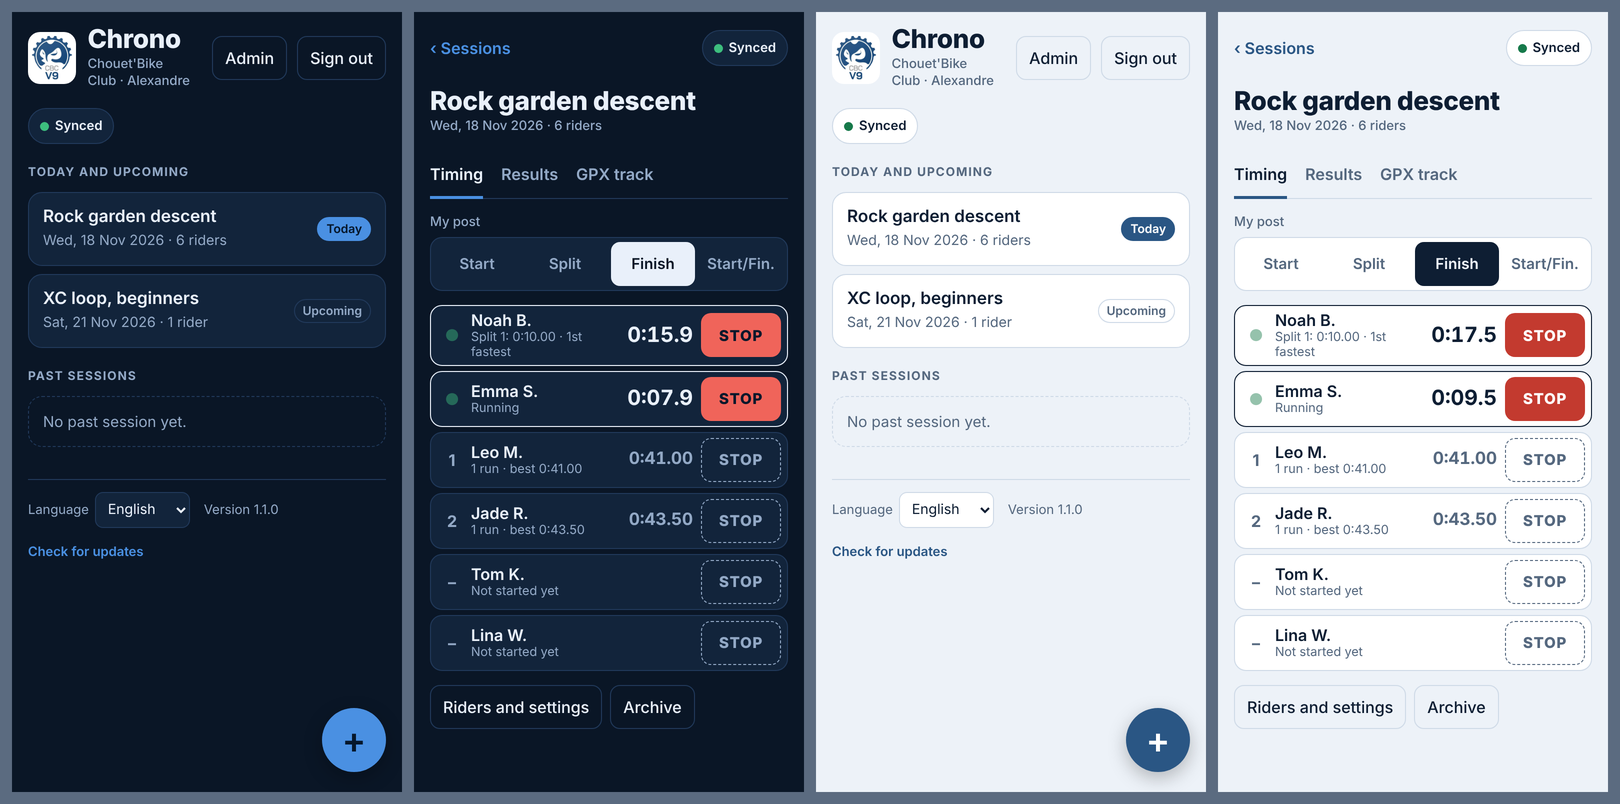 CBC
V9
Chrono
Chouet'Bike
Club · Alexandre
Admin
Sign out
Synced
TODAY AND UPCOMING
Rock garden descent
Wed, 18 Nov 2026 · 6 riders
Today
XC loop, beginners
Sat, 21 Nov 2026 · 1 rider
Upcoming
PAST SESSIONS
No past session yet.
Language
English
Version 1.1.0
Check for updates
+
‹ Sessions
Synced
Rock garden descent
Wed, 18 Nov 2026 · 6 riders
Timing
Results
GPX track
My post
Start
Split
Finish
Start/Fin.
Noah B.
Split 1: 0:10.00 · 1st
fastest
0:15.9
STOP
Emma S.
Running
0:07.9
STOP
1
Leo M.
1 run · best 0:41.00
0:41.00
STOP
2
Jade R.
1 run · best 0:43.50
0:43.50
STOP
–
Tom K.
Not started yet
STOP
–
Lina W.
Not started yet
STOP
Riders and settings
Archive
CBC
V9
Chrono
Chouet'Bike
Club · Alexandre
Admin
Sign out
Synced
TODAY AND UPCOMING
Rock garden descent
Wed, 18 Nov 2026 · 6 riders
Today
XC loop, beginners
Sat, 21 Nov 2026 · 1 rider
Upcoming
PAST SESSIONS
No past session yet.
Language
English
Version 1.1.0
Check for updates
+
‹ Sessions
Synced
Rock garden descent
Wed, 18 Nov 2026 · 6 riders
Timing
Results
GPX track
My post
Start
Split
Finish
Start/Fin.
Noah B.
Split 1: 0:10.00 · 1st
fastest
0:17.5
STOP
Emma S.
Running
0:09.5
STOP
1
Leo M.
1 run · best 0:41.00
0:41.00
STOP
2
Jade R.
1 run · best 0:43.50
0:43.50
STOP
–
Tom K.
Not started yet
STOP
–
Lina W.
Not started yet
STOP
Riders and settings
Archive